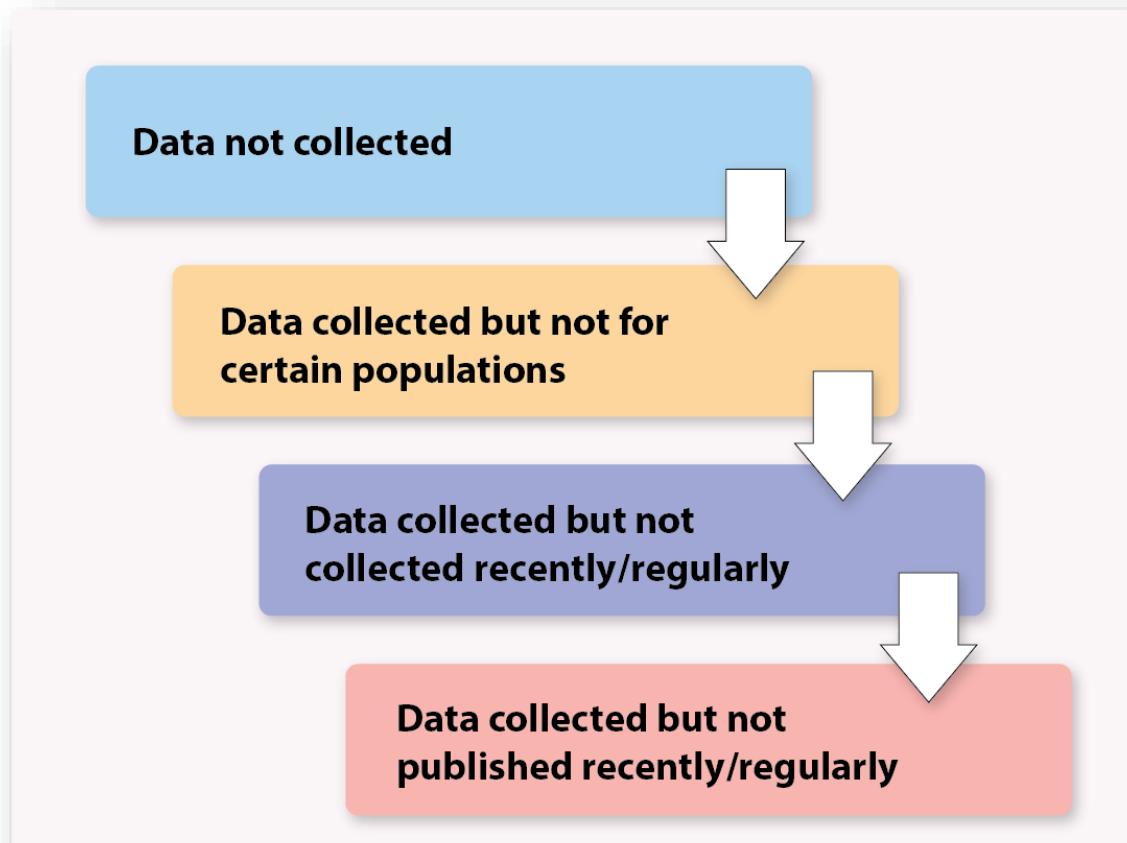 Data not collected
Data collected but not for
certain populations
Data collected but not
collected recently/regularly
Data collected but not
published recently/regularly